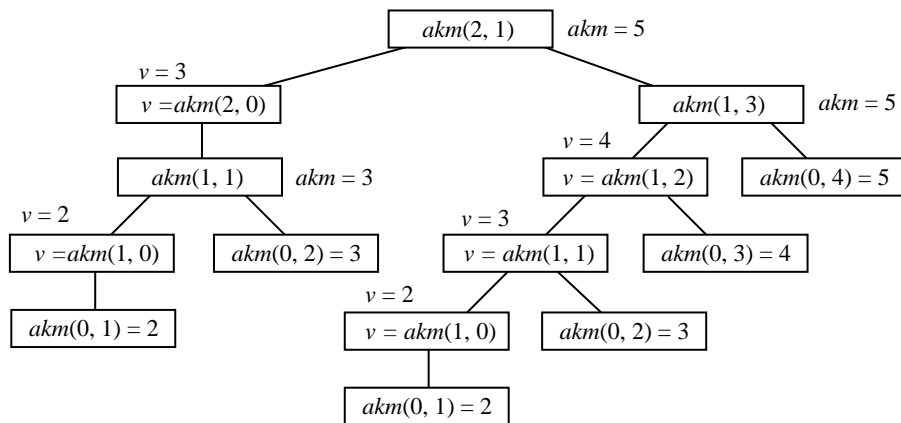 akm(2, 1) akm = 5
v = 3
v =akm(2, 0) akm(1, 3) akm = 5
v = 4
akm(1, 1) akm = 3 v = akm(1, 2) akm(0, 4) = 5
v = 2 v = 3
v =akm(1, 0) akm(0, 2) = 3 v = akm(1, 1) akm(0, 3) = 4
v = 2
akm(0, 1) = 2 v = akm(1, 0) akm(0, 2) = 3
akm(0, 1) = 2